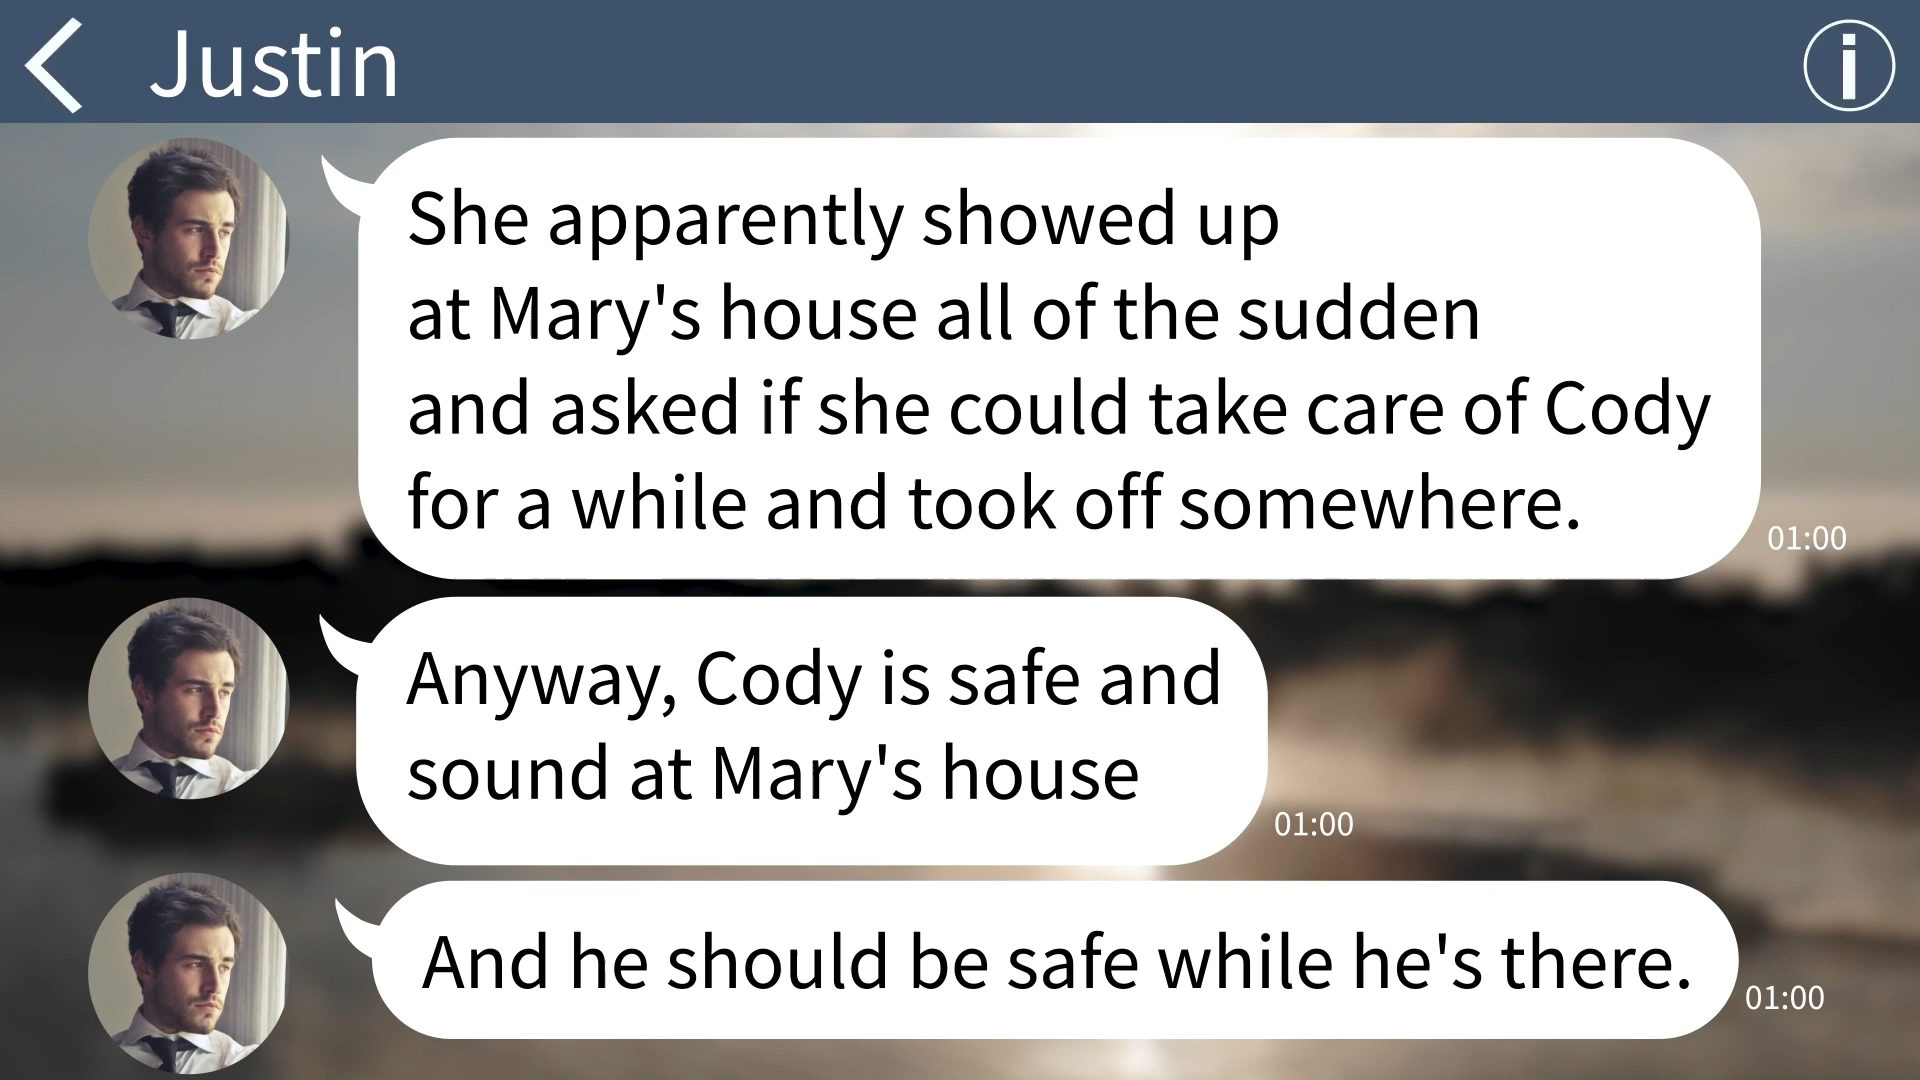 Justin
She apparently showed up
at Mary's house all of the sudden
and asked if she could take care of Cody
for a while and took off somewhere.
01:00
Anyway, Cody is safe and
sound at Mary's house
01:00
And he should be safe while he's there.
01:00